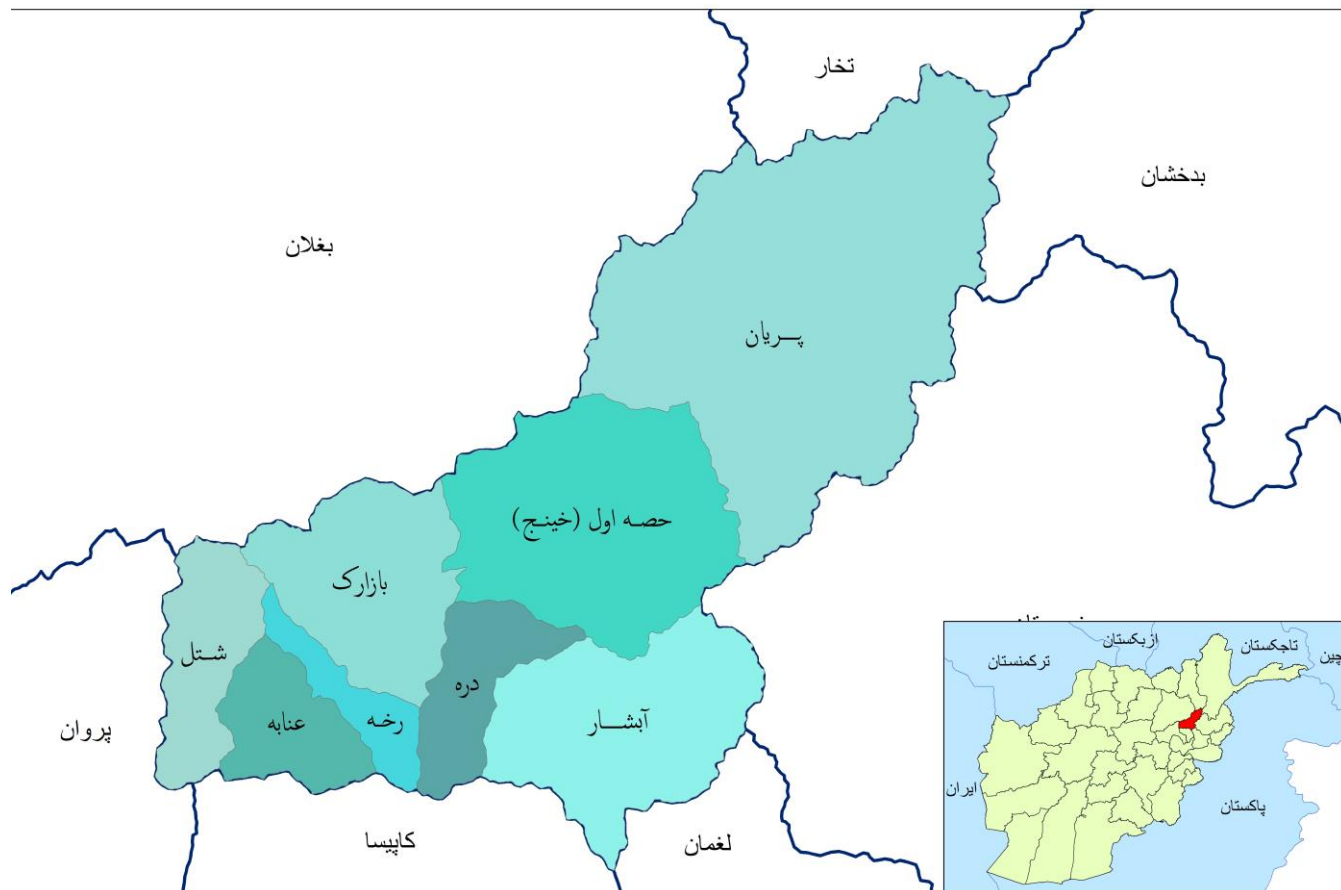 تخار
بدخشان
بغلان
پـــریان
حصـه اول (خینـج)
بازارک
شـتل
دره
رخـه
عنابه
آبشـــار
پروان
کاپیسا
لغمان
ازبکستان
تاجکستان
ترکمنستان
چین
ایران
پاکستان